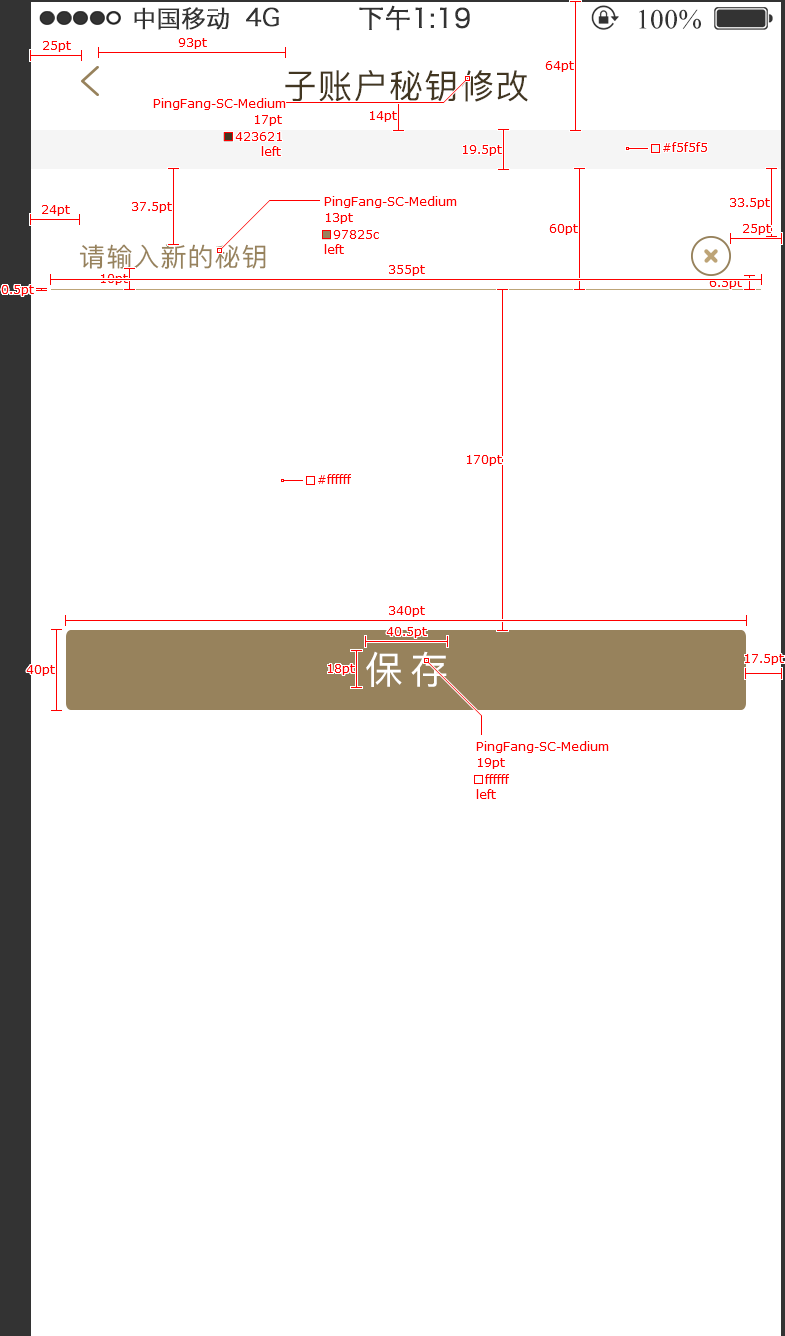 中国移动 4G 下午1:19 100%
25pt
93pt
64pt
子账户秘钥修改
PingFang-SC-Medium
17pt
14pt
423621
left
19.5pt
#f5f5f5
24pt
37.5pt
PingFang-SC-Medium
13pt
97825c
left
60pt
33.5pt
25pt
请输入新的秘钥
355pt
10pt
6.5pt
0.5pt
170pt
#ffffff
340pt
40.5pt
40pt
18pt
保存
17.5pt
PingFang-SC-Medium
19pt
ffffff
left